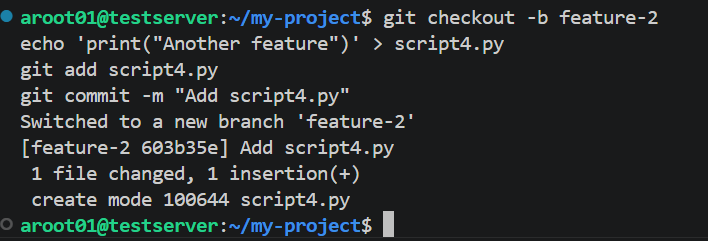 aroot01@testserver:~/my-project$ git checkout -b feature-2
echo 'print("Another feature")' > script4.py
git add script4.py
git commit -m "Add script4.py"
Switched to a new branch 'feature-2'
[feature-2 603b35e] Add script4.py
 1 file changed, 1 insertion(+)
 create mode 100644 script4.py
aroot01@testserver:~/my-project$